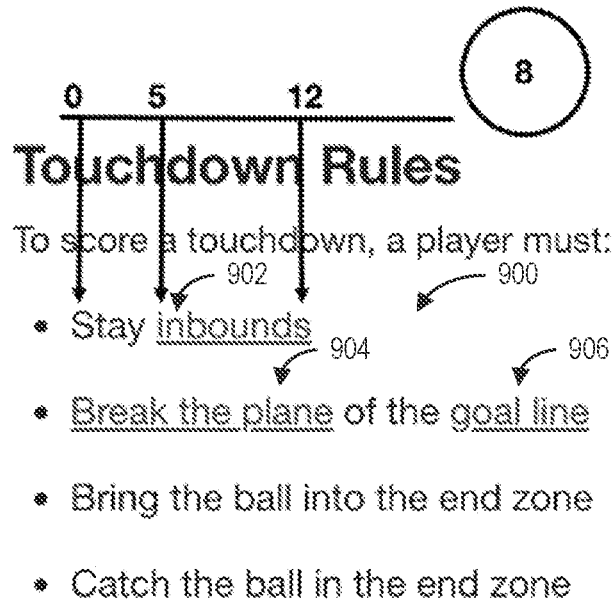 8
0 5 12
Touchdown Rules
To score a touchdown, a player must:
902 900
• Stay inbounds
904 906
• Break the plane of the goal line
• Bring the ball into the end zone
• Catch the ball in the end zone